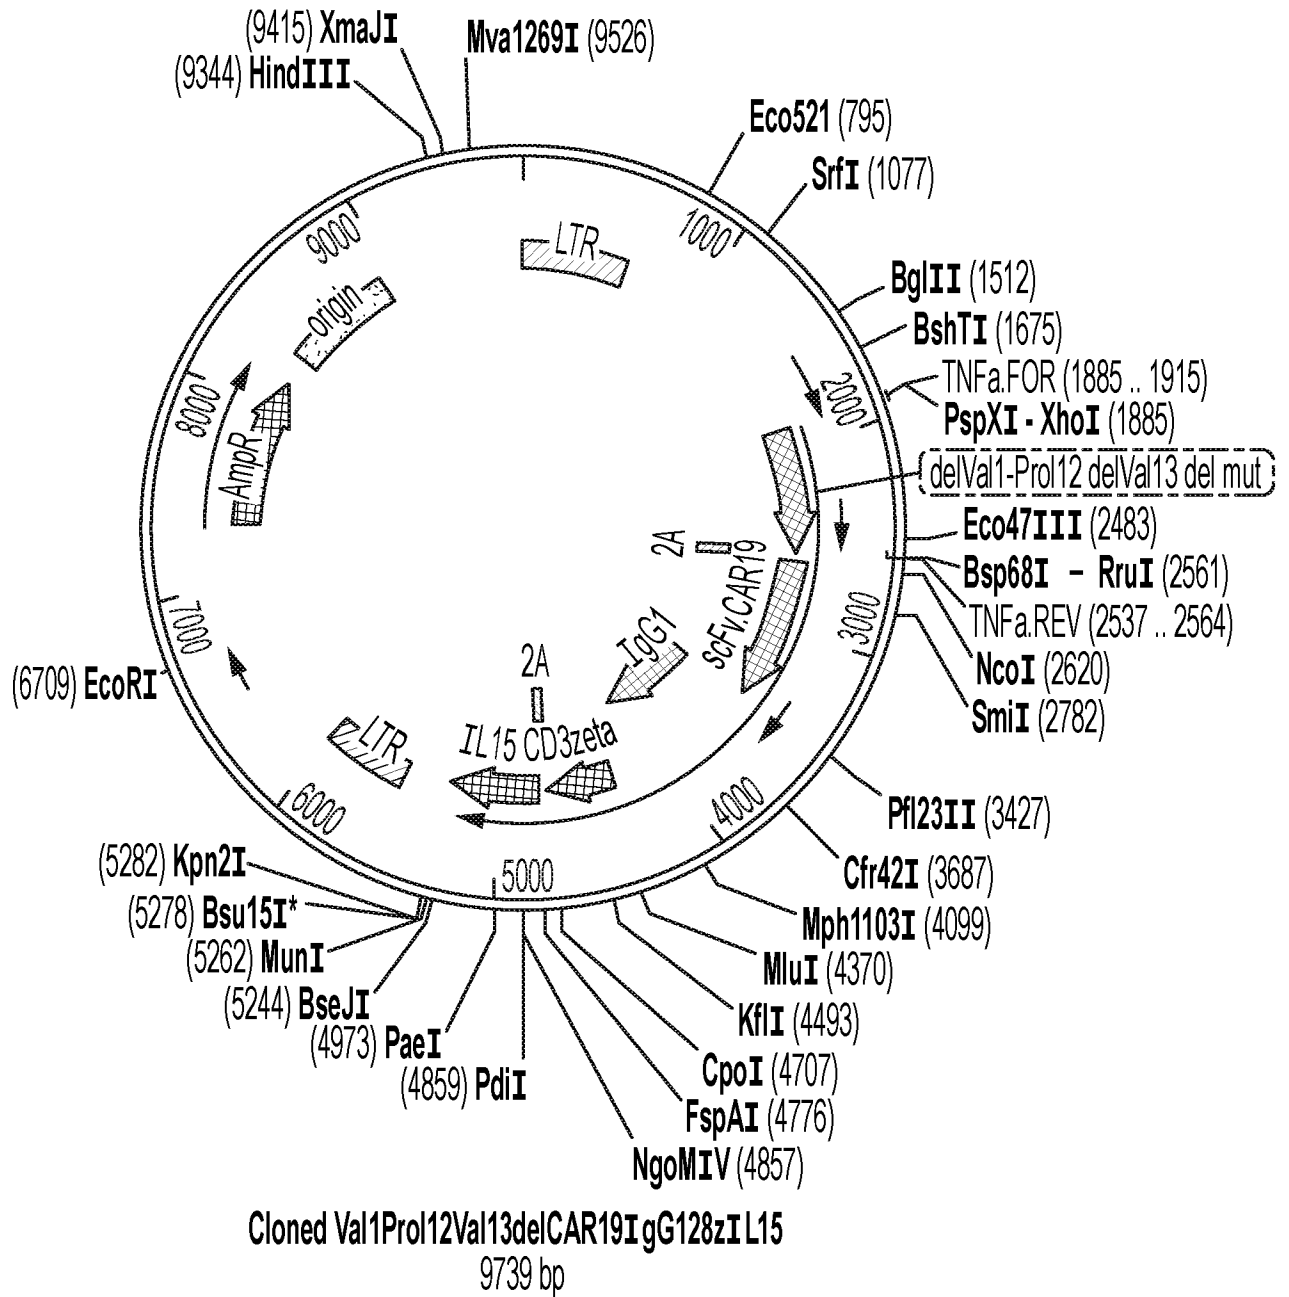 (9415) XmaJI
(9344) HindIII
Mva1269I (9526)
Eco521 (795)
SrfI (1077)
BglII (1512)
BshTI (1675)
TNFa.FOR (1885 .. 1915)
PspXI - XhoI (1885)
delVal1-Prol12 delVal13 del mut
Eco47III (2483)
Bsp68I - RruI (2561)
TNFa.REV (2537 .. 2564)
NcoI (2620)
SmiI (2782)
Pfl23II (3427)
Cfr42I (3687)
Mph1103I (4099)
MluI (4370)
KflI (4493)
CpoI (4707)
FspAI (4776)
NgoMIV (4857)
(4859) PdiI
(4973) PaeI
(5244) BseJI
(5262) MunI
(5278) Bsu15I*
(5282) Kpn2I
(6709) EcoRI
1000
2000
3000
4000
5000
6000
7000
8000
9000
LTR
origin
AmpR
2A
scFv.CAR19
IgG1
2A
IL15 CD3zeta
LTR
Cloned Val1Prol12Val13delCAR19IgG128zIL15
9739 bp